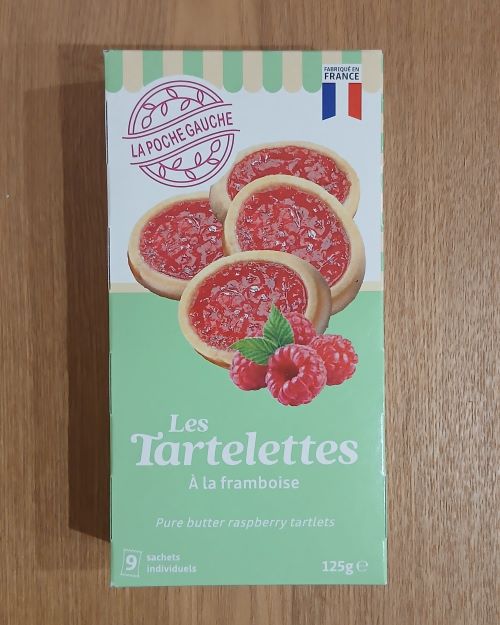 FABRIQUÉ EN
FRANCE
LA POCHE GAUCHE
Les
Tartelettes
À la framboise
Pure butter raspberry tartlets
9 sachets
individuels
125g ℮